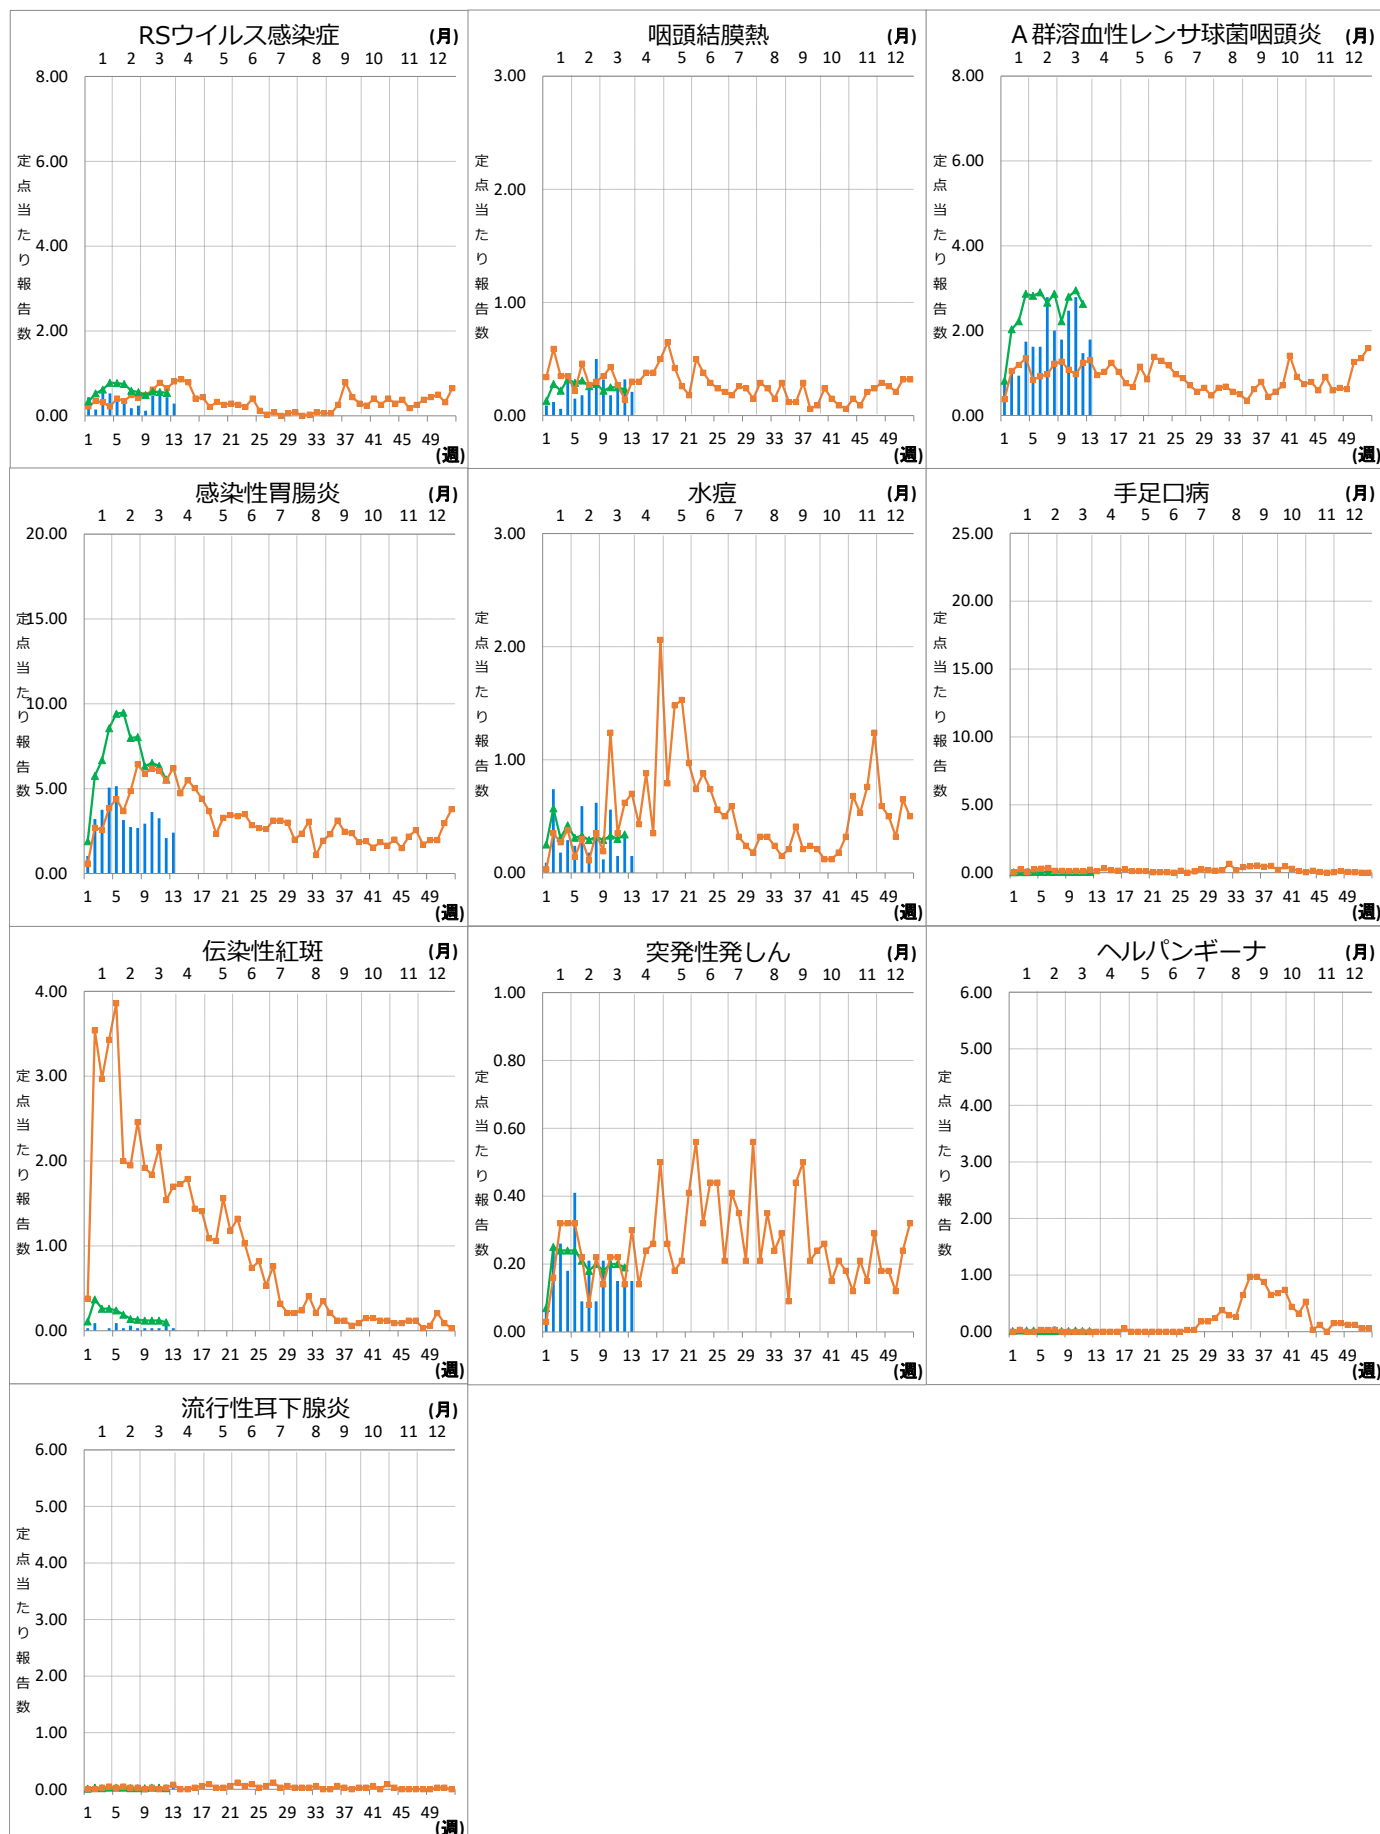 RSウイルス感染症
(月)
1 2 3 4 5 6 7 8 9 10 11 12
8.00
6.00
4.00
2.00
0.00
定点当たり報告数
1 5 9 13 17 21 25 29 33 37 41 45 49
(週)
咽頭結膜熱
(月)
1 2 3 4 5 6 7 8 9 10 11 12
3.00
2.00
1.00
0.00
定点当たり報告数
1 5 9 13 17 21 25 29 33 37 41 45 49
(週)
A群溶血性レンサ球菌咽頭炎
(月)
1 2 3 4 5 6 7 8 9 10 11 12
8.00
6.00
4.00
2.00
0.00
定点当たり報告数
1 5 9 13 17 21 25 29 33 37 41 45 49
(週)
感染性胃腸炎
(月)
1 2 3 4 5 6 7 8 9 10 11 12
20.00
15.00
10.00
5.00
0.00
定点当たり報告数
1 5 9 13 17 21 25 29 33 37 41 45 49
(週)
水痘
(月)
1 2 3 4 5 6 7 8 9 10 11 12
3.00
2.00
1.00
0.00
定点当たり報告数
1 5 9 13 17 21 25 29 33 37 41 45 49
(週)
手足口病
(月)
1 2 3 4 5 6 7 8 9 10 11 12
25.00
20.00
15.00
10.00
5.00
0.00
定点当たり報告数
1 5 9 13 17 21 25 29 33 37 41 45 49
(週)
伝染性紅斑
(月)
1 2 3 4 5 6 7 8 9 10 11 12
4.00
3.00
2.00
1.00
0.00
定点当たり報告数
1 5 9 13 17 21 25 29 33 37 41 45 49
(週)
突発性発しん
(月)
1 2 3 4 5 6 7 8 9 10 11 12
1.00
0.80
0.60
0.40
0.20
0.00
定点当たり報告数
1 5 9 13 17 21 25 29 33 37 41 45 49
(週)
ヘルパンギーナ
(月)
1 2 3 4 5 6 7 8 9 10 11 12
6.00
5.00
4.00
3.00
2.00
1.00
0.00
定点当たり報告数
1 5 9 13 17 21 25 29 33 37 41 45 49
(週)
流行性耳下腺炎
(月)
1 2 3 4 5 6 7 8 9 10 11 12
6.00
5.00
4.00
3.00
2.00
1.00
0.00
定点当たり報告数
1 5 9 13 17 21 25 29 33 37 41 45 49
(週)